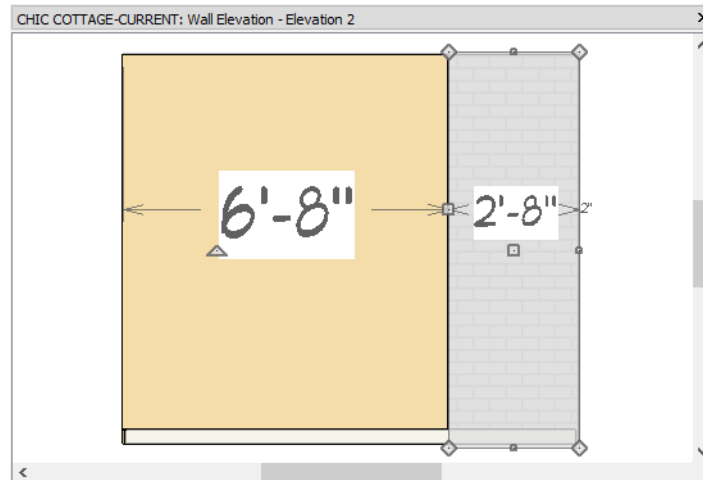 CHIC COTTAGE-CURRENT: Wall Elevation - Elevation 2
6'-8" 2'-8" 2"